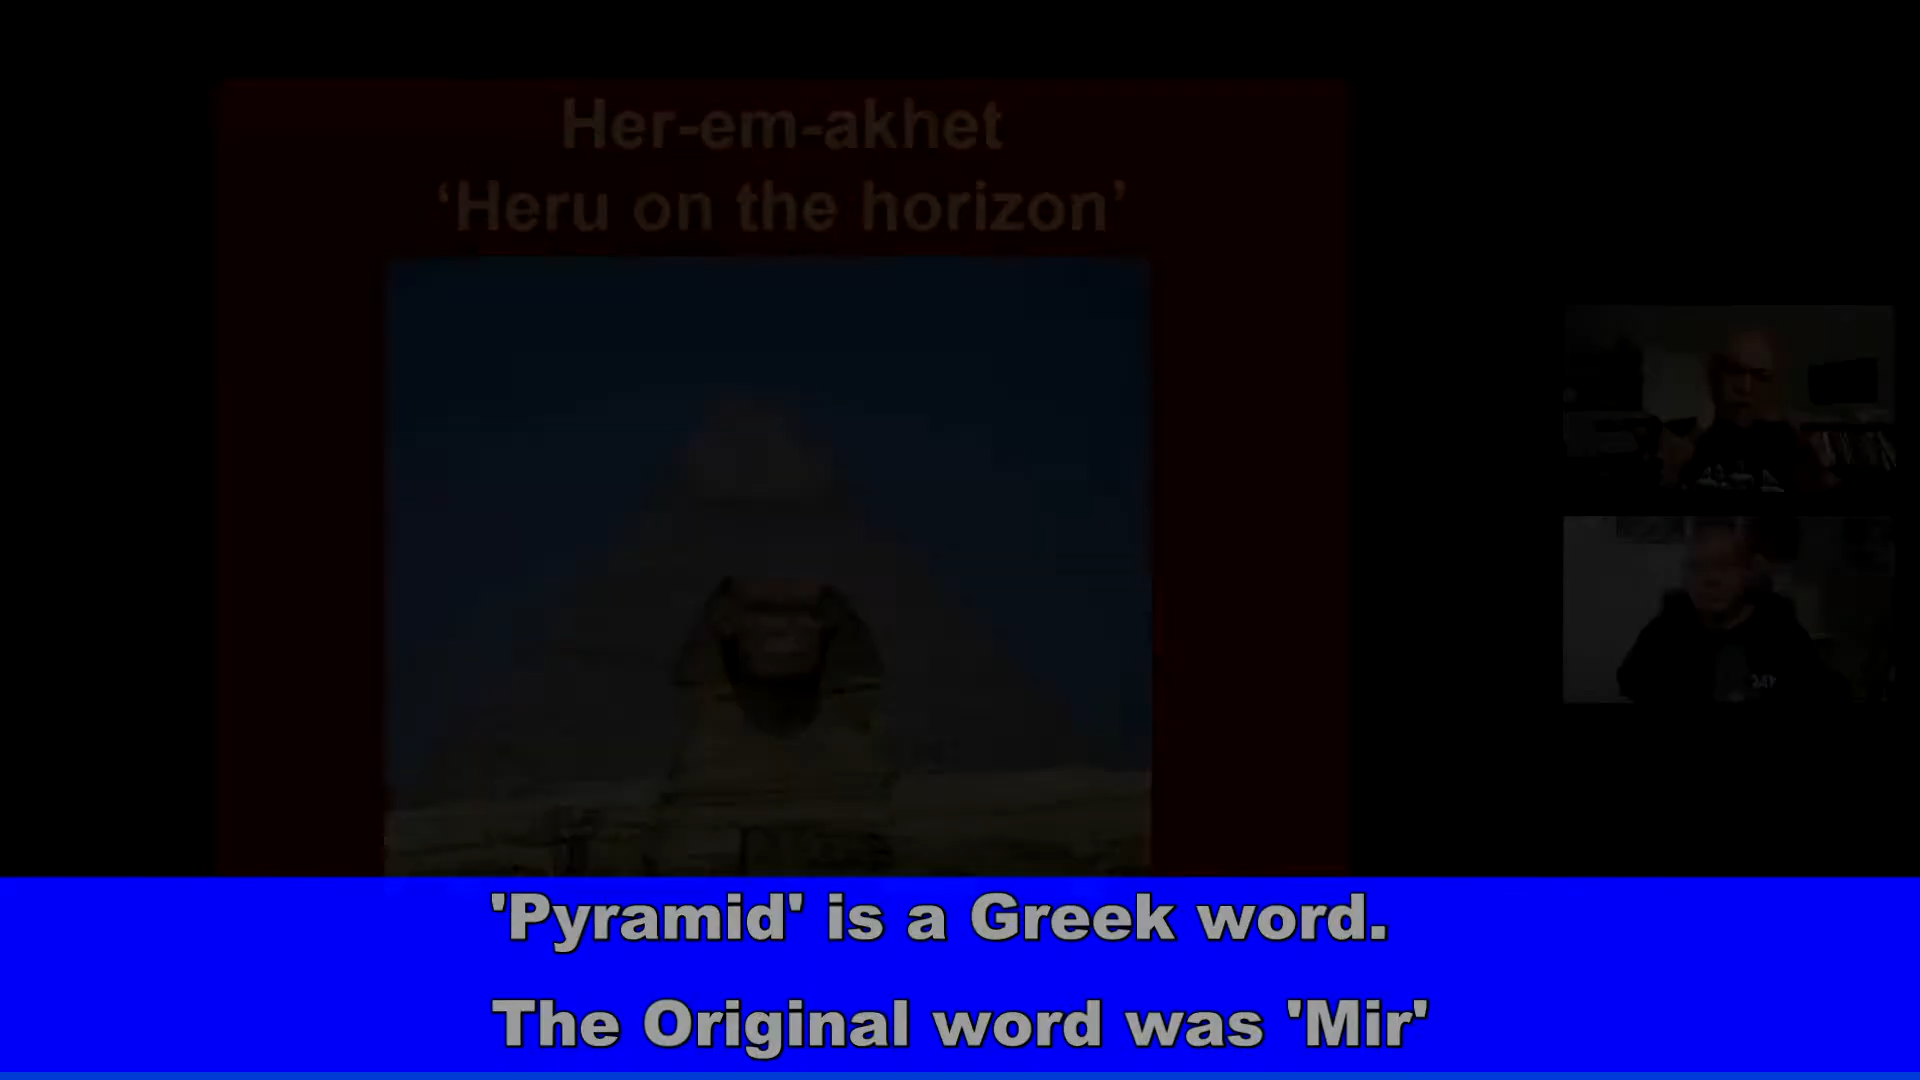 Her-em-akhet
‘Heru on the horizon’
'Pyramid' is a Greek word.
The Original word was 'Mir'